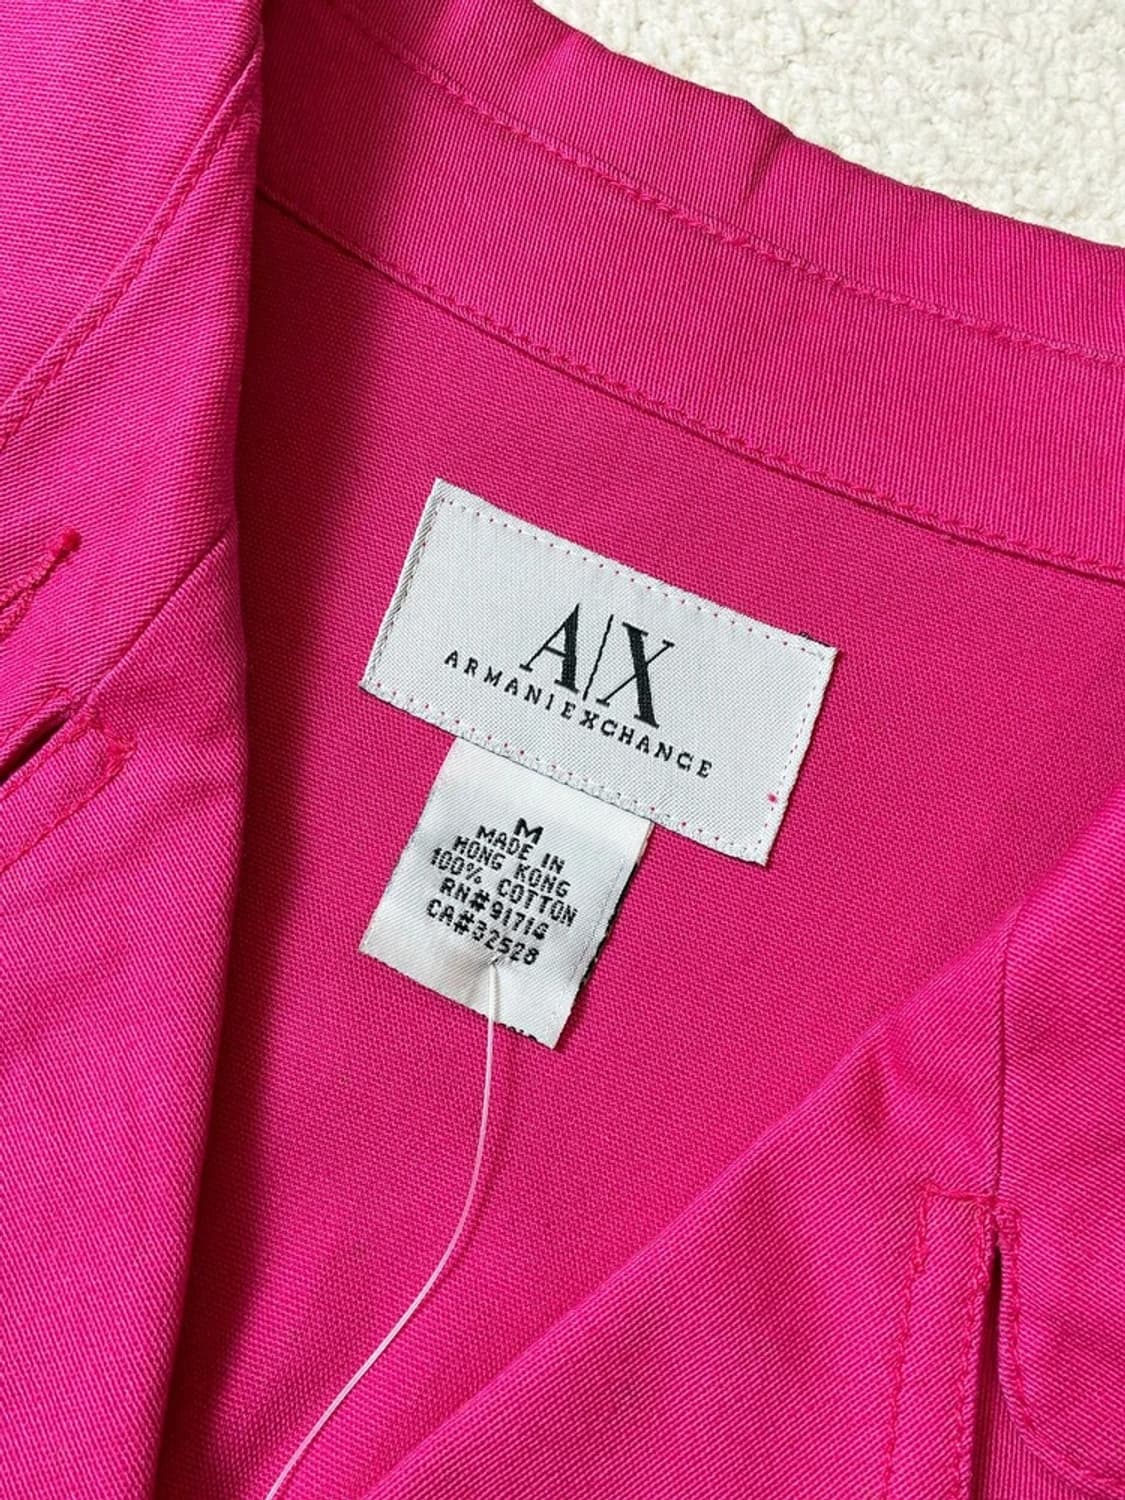 A|X
ARMANI EXCHANGE
M
MADE IN
HONG KONG
100% COTTON
RN#91716
CA#32528